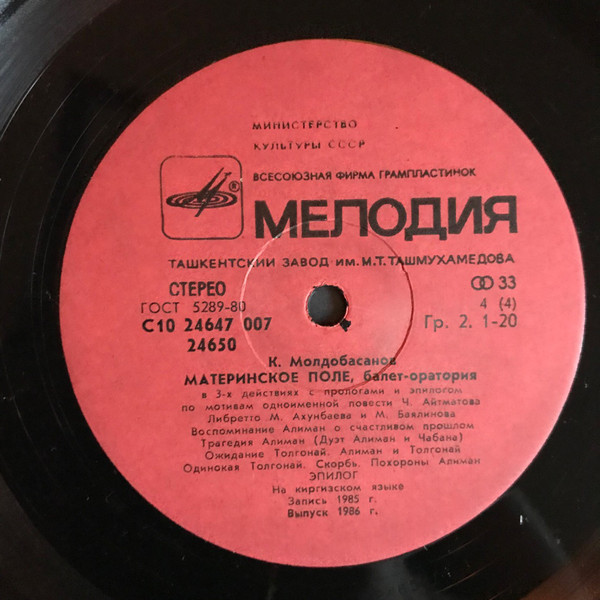 МИНИСТЕРСТВО
КУЛЬТУРЫ СССР
ВСЕСОЮЗНАЯ ФИРМА ГРАМПЛАСТИНОК
®
МЕЛОДИЯ
ТАШКЕНТСКИЙ ЗАВОД ИМ. М.Т. ТАШМУХАМЕДОВА
СТЕРЕО 33
ГОСТ 5289-80 4 (4)
С10 24647 007 Гр. 2. 1-20
24650
К. Молдобасанов
МАТЕРИНСКОЕ ПОЛЕ, балет-оратория
в 3-х действиях с прологами и эпилогом
по мотивам одноименной повести Ч. Айтматова
Либретто М. Ахунбаева и М. Баялинова
Воспоминание Алиман о счастливом прошлом
Трагедия Алиман (Дуэт Алиман и Чабана)
Ожидание Толгонай. Алиман и Толгонай
Одинокая Толгонай. Скорбь. Похороны Алиман
ЭПИЛОГ
На киргизском языке
Запись 1985 г.
Выпуск 1986 г.